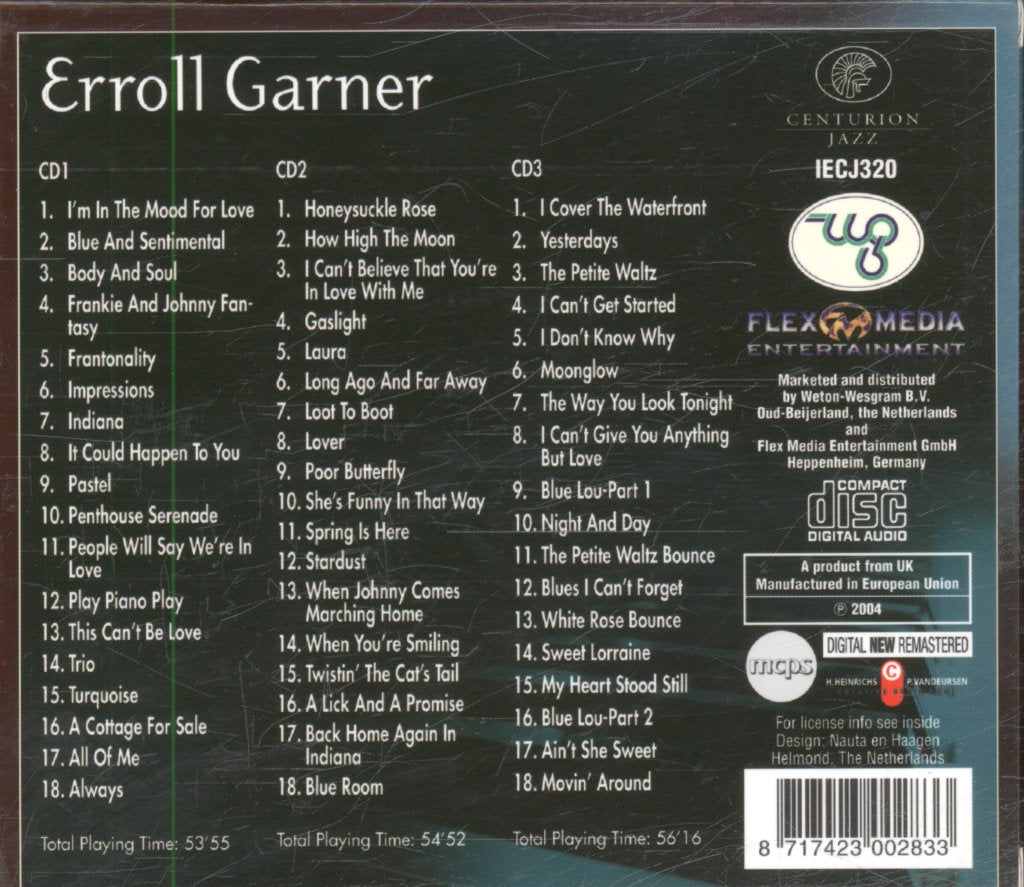 Erroll Garner
CD1
1. I'm In The Mood For Love
2. Blue And Sentimental
3. Body And Soul
4. Frankie And Johnny Fan-
tasy
5. Frantonality
6. Impressions
7. Indiana
8. It Could Happen To You
9. Pastel
10. Penthouse Serenade
11. People Will Say We're In
Love
12. Play Piano Play
13. This Can't Be Love
14. Trio
15. Turquoise
16. A Cottage For Sale
17. All Of Me
18. Always
Total Playing Time: 53'55
CD2
1. Honeysuckle Rose
2. How High The Moon
3. I Can't Believe That You're
In Love With Me
4. Gaslight
5. Laura
6. Long Ago And Far Away
7. Loot To Boot
8. Lover
9. Poor Butterfly
10. She's Funny In That Way
11. Spring Is Here
12. Stardust
13. When Johnny Comes
Marching Home
14. When You're Smiling
15. Twistin' The Cat's Tail
16. A Lick And A Promise
17. Back Home Again In
Indiana
18. Blue Room
Total Playing Time: 54'52
CD3
1. I Cover The Waterfront
2. Yesterdays
3. The Petite Waltz
4. I Can't Get Started
5. I Don't Know Why
6. Moonglow
7. The Way You Look Tonight
8. I Can't Give You Anything
But Love
9. Blue Lou-Part 1
10. Night And Day
11. The Petite Waltz Bounce
12. Blues I Can't Forget
13. White Rose Bounce
14. Sweet Lorraine
15. My Heart Stood Still
16. Blue Lou-Part 2
17. Ain't She Sweet
18. Movin' Around
Total Playing Time: 56'16
CENTURION
JAZZ
IECJ320
wg
FLEX M MEDIA
ENTERTAINMENT
Marketed and distributed
by Weton-Wesgram B.V.
Oud-Beijerland, the Netherlands
and
Flex Media Entertainment GmbH
Heppenheim, Germany
COMPACT
disc
DIGITAL AUDIO
A product from UK
Manufactured in European Union
℗ 2004
mcps
DIGITAL NEW REMASTERED
H.HEINRICHS G P.VANDEURSEN
For license info see inside
Design: Nauta en Haagen
Helmond, The Netherlands
8 717423 002833